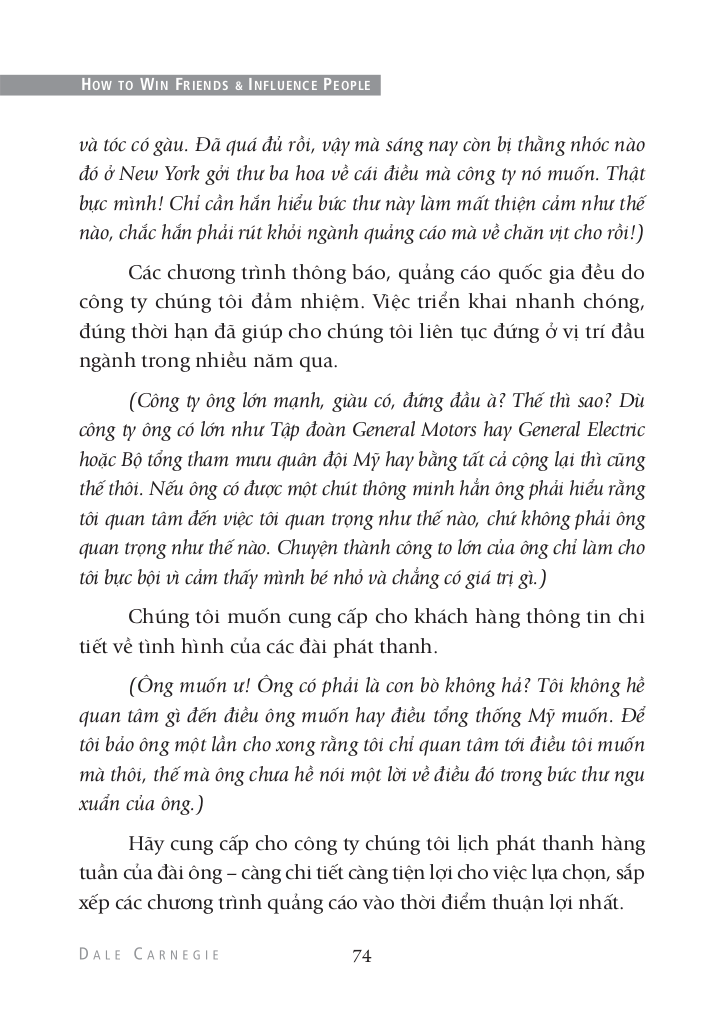 HOW TO WIN FRIENDS & INFLUENCE PEOPLE
và tóc có gàu. Đã quá đủ rồi, vậy mà sáng nay còn bị thằng nhóc nào
đó ở New York gởi thư ba hoa về cái điều mà công ty nó muốn. Thật
bực mình! Chỉ cần hắn hiểu bức thư này làm mất thiện cảm như thế
nào, chắc hắn phải rút khỏi ngành quảng cáo mà về chăn vịt cho rồi!)
Các chương trình thông báo, quảng cáo quốc gia đều do
công ty chúng tôi đảm nhiệm. Việc triển khai nhanh chóng,
đúng thời hạn đã giúp cho chúng tôi liên tục đứng ở vị trí đầu
ngành trong nhiều năm qua.
(Công ty ông lớn mạnh, giàu có, đứng đầu à? Thế thì sao? Dù
công ty ông có lớn như Tập đoàn General Motors hay General Electric
hoặc Bộ tổng tham mưu quân đội Mỹ hay bằng tất cả cộng lại thì cũng
thế thôi. Nếu ông có được một chút thông minh hẳn ông phải hiểu rằng
tôi quan tâm đến việc tôi quan trọng như thế nào, chứ không phải ông
quan trọng như thế nào. Chuyện thành công to lớn của ông chỉ làm cho
tôi bực bội vì cảm thấy mình bé nhỏ và chẳng có giá trị gì.)
Chúng tôi muốn cung cấp cho khách hàng thông tin chi
tiết về tình hình của các đài phát thanh.
(Ông muốn ư! Ông có phải là con bò không hả? Tôi không hề
quan tâm gì đến điều ông muốn hay điều tổng thống Mỹ muốn. Để
tôi bảo ông một lần cho xong rằng tôi chỉ quan tâm tới điều tôi muốn
mà thôi, thế mà ông chưa hề nói một lời về điều đó trong bức thư ngu
xuẩn của ông.)
Hãy cung cấp cho công ty chúng tôi lịch phát thanh hàng
tuần của đài ông – càng chi tiết càng tiện lợi cho việc lựa chọn, sắp
xếp các chương trình quảng cáo vào thời điểm thuận lợi nhất.
DALE CARNEGIE 74